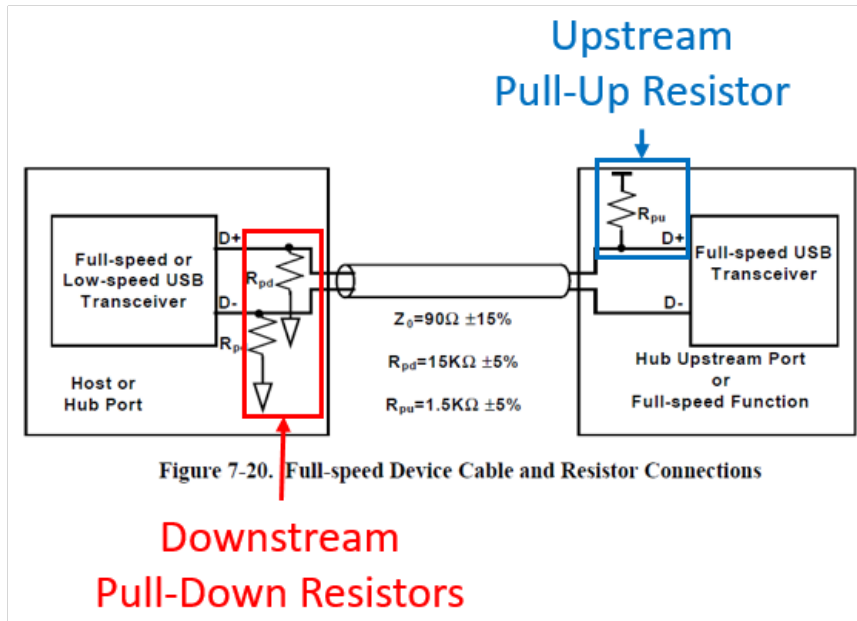 Upstream
Pull-Up Resistor
D+
Full-speed or
Low-speed USB
Transceiver
D-
Rpd
Rp
Host or
Hub Port
Z0=90Ω ±15%
Rpd=15KΩ ±5%
Rpu=1.5KΩ ±5%
Rpu
D+
Full-speed USB
Transceiver
D-
Hub Upstream Port
or
Full-speed Function
Figure 7-20. Full-speed Device Cable and Resistor Connections
Downstream
Pull-Down Resistors